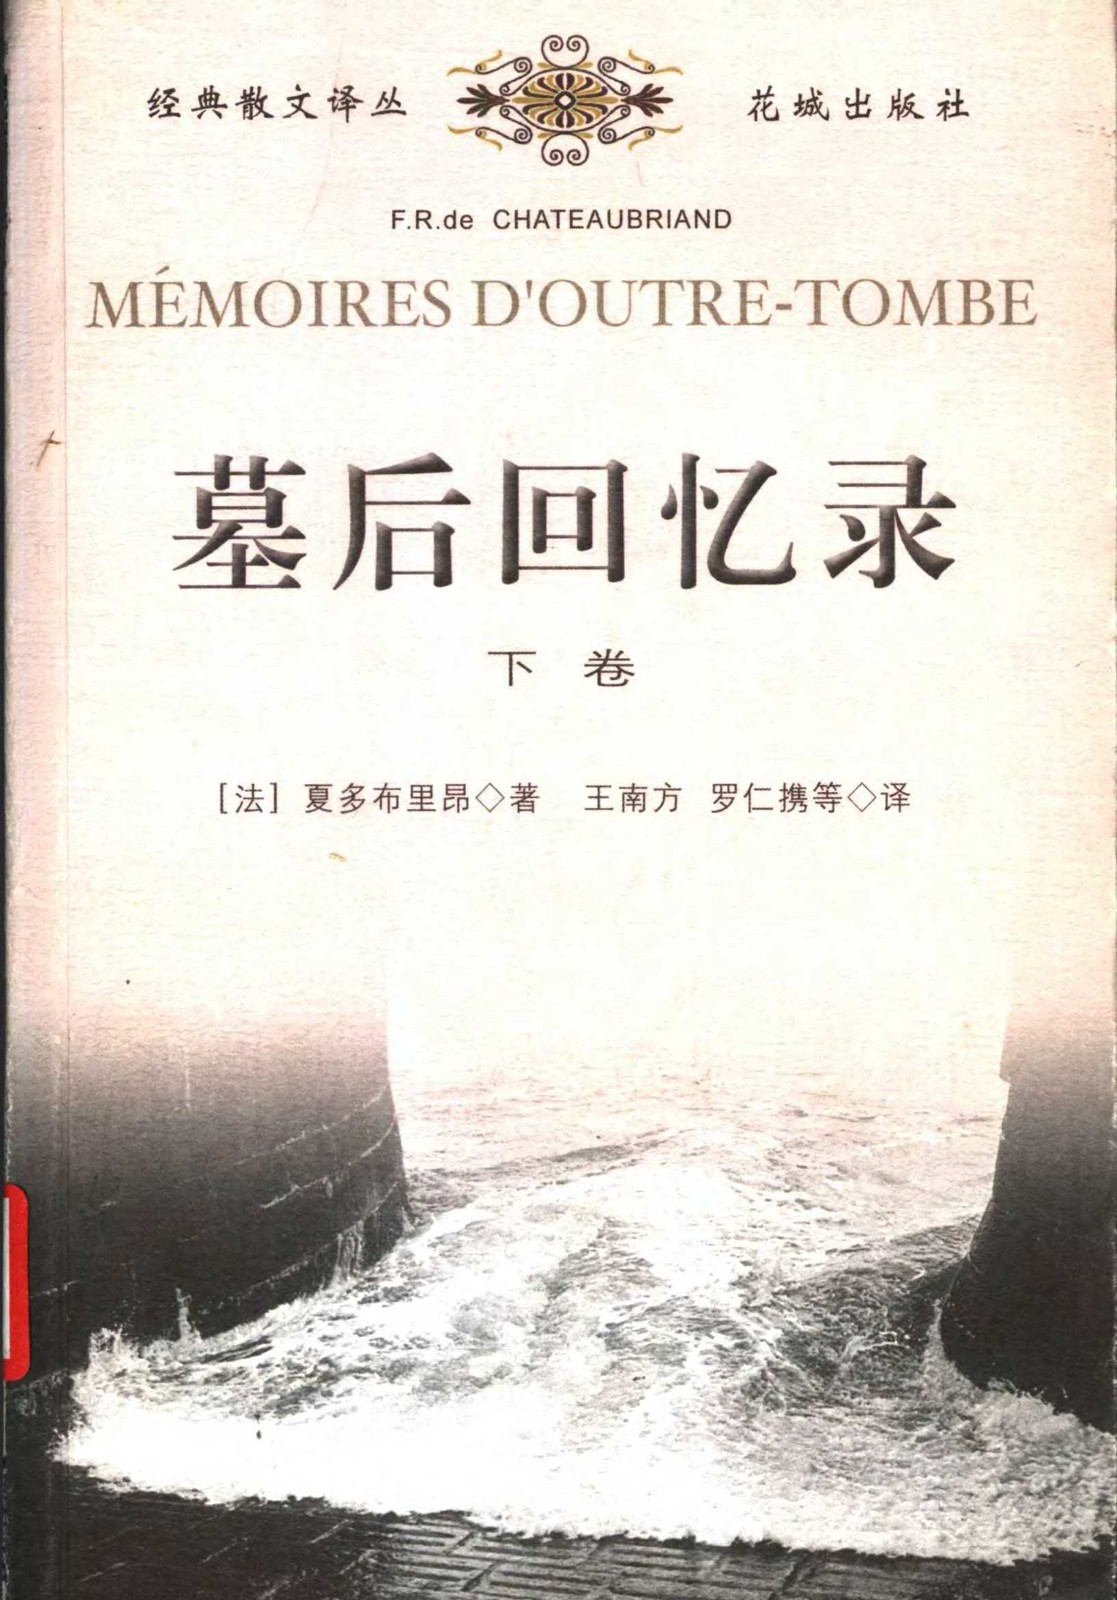 经典散文译丛 花城出版社
F.R.de CHATEAUBRIAND
MÉMOIRES D'OUTRE-TOMBE
墓后回忆录
下卷
[法] 夏多布里昂◇著 王南方 罗仁携等◇译